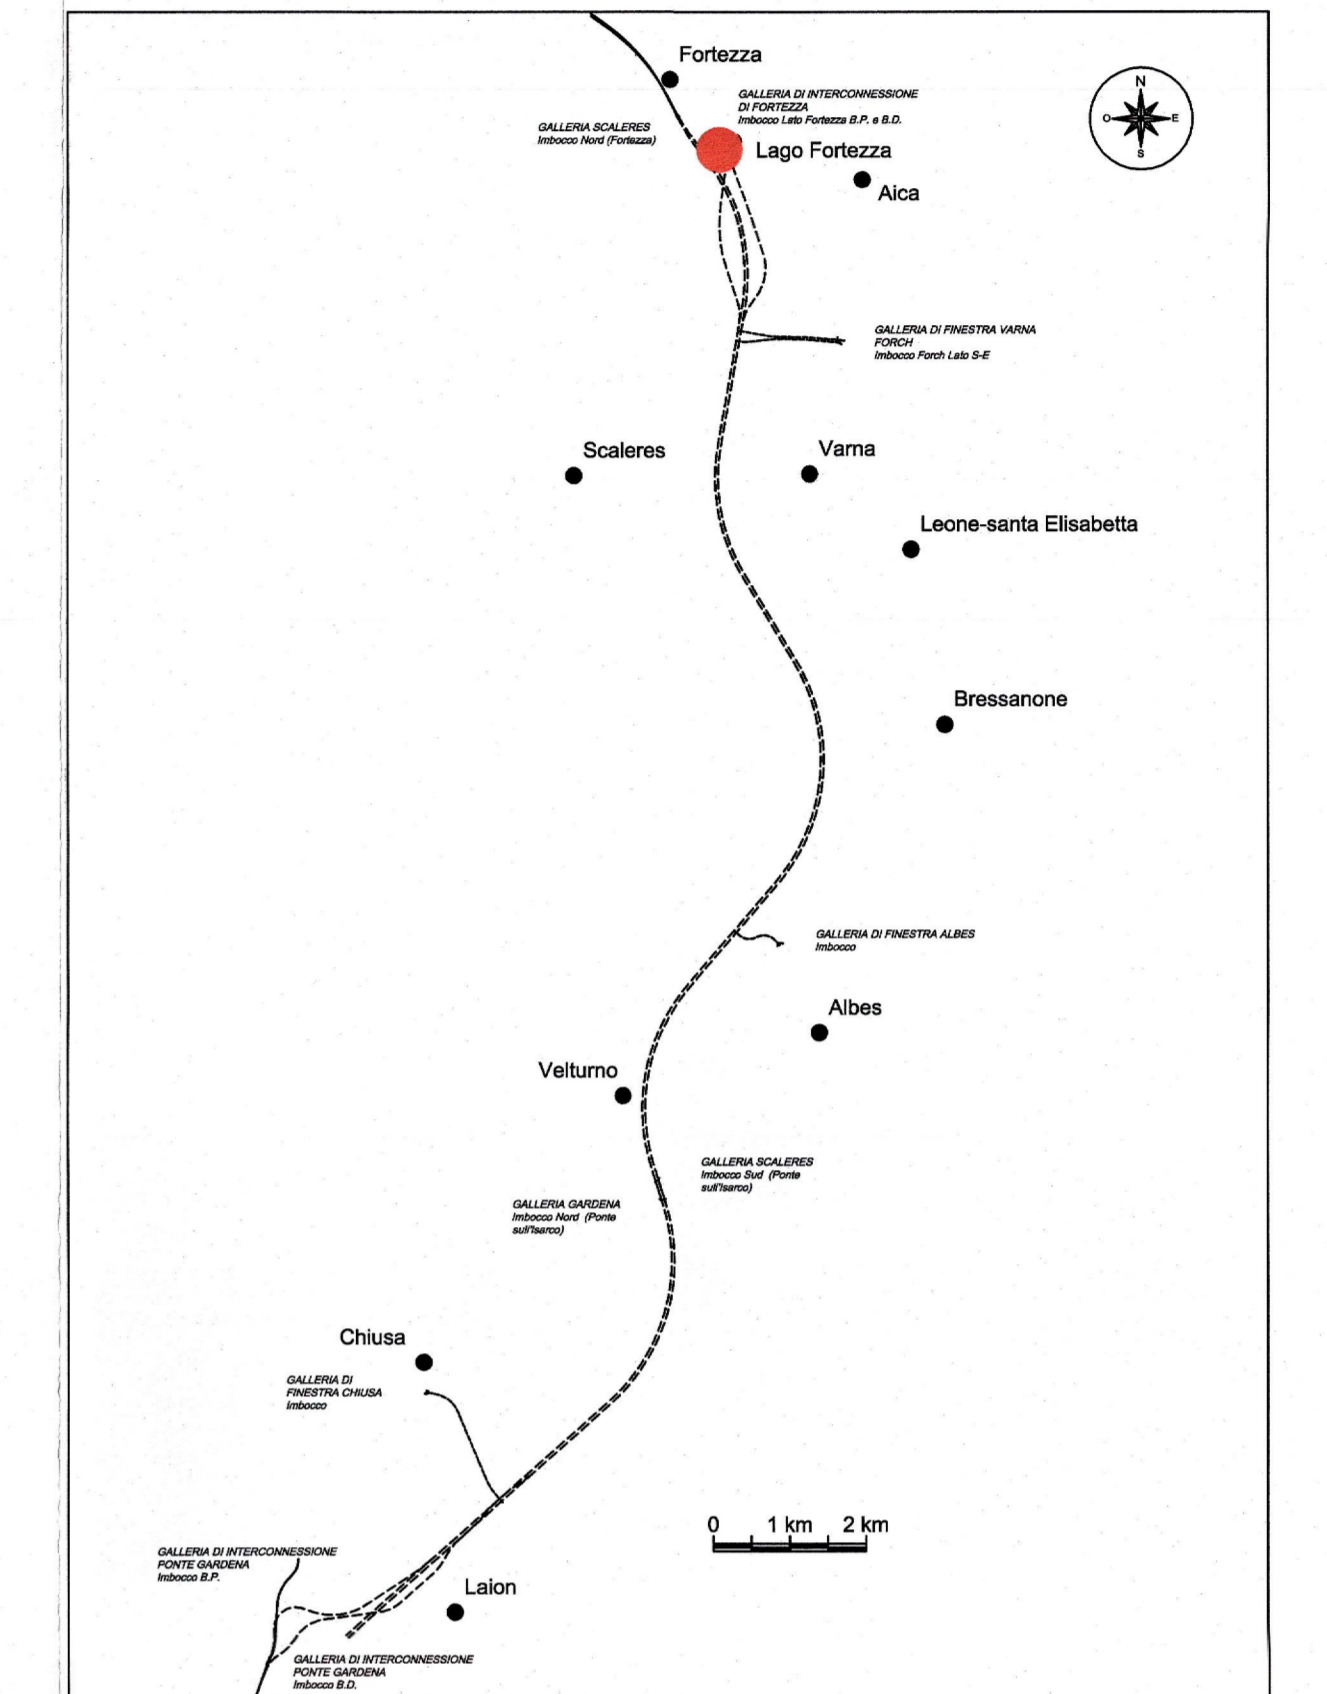 Fortezza
GALLERIA DI INTERCONNESSIONE
DI FORTEZZA
Imbocco Lato Fortezza B.P. e B.D.
GALLERIA SCALERES
Imbocco Nord (Fortezza)
Lago Fortezza
Aica
N
O
E
S
GALLERIA DI FINESTRA VARNA
FORCH
Imbocco Forch Lato S-E
Scaleres
Varna
Leone-santa Elisabetta
Bressanone
GALLERIA DI FINESTRA ALBES
Imbocco
Albes
Velturno
GALLERIA SCALERES
Imbocco Sud (Ponte
sull'Isarco)
GALLERIA GARDENA
Imbocco Nord (Ponte
sull'Isarco)
Chiusa
GALLERIA DI
FINESTRA CHIUSA
Imbocco
0 1 km 2 km
GALLERIA DI INTERCONNESSIONE
PONTE GARDENA
Imbocco B.P.
Laion
GALLERIA DI INTERCONNESSIONE
PONTE GARDENA
Imbocco B.D.